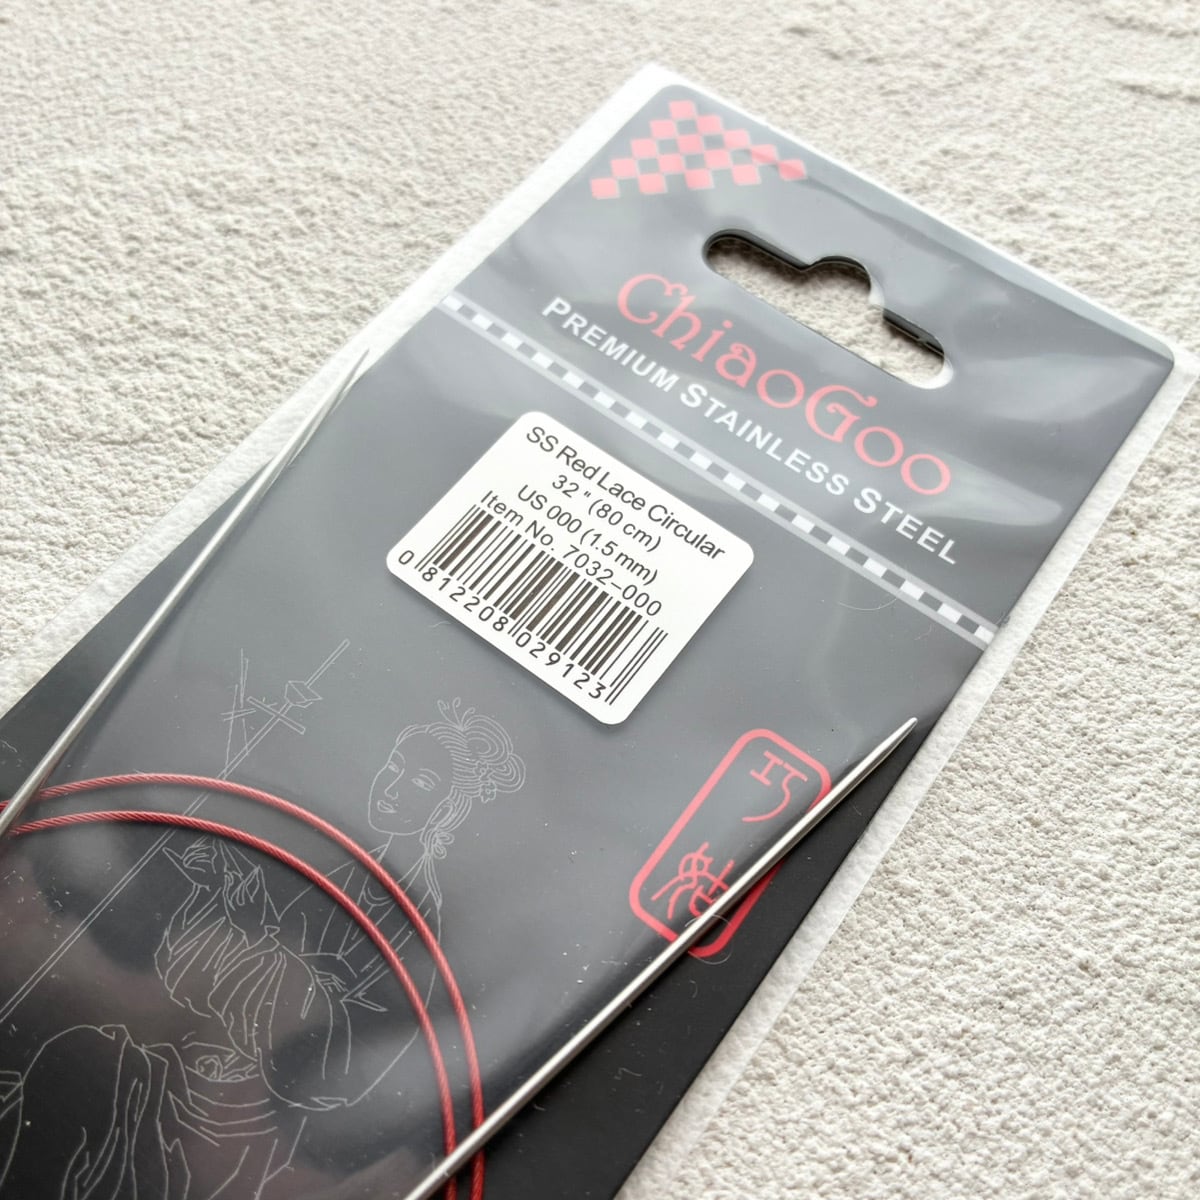 ChiaoGoo
PREMIUM STAINLESS STEEL
SS Red Lace Circular
32 " (80 cm)
US 000 (1.5 mm)
Item No. 7032-000
0 812208 029123
巧